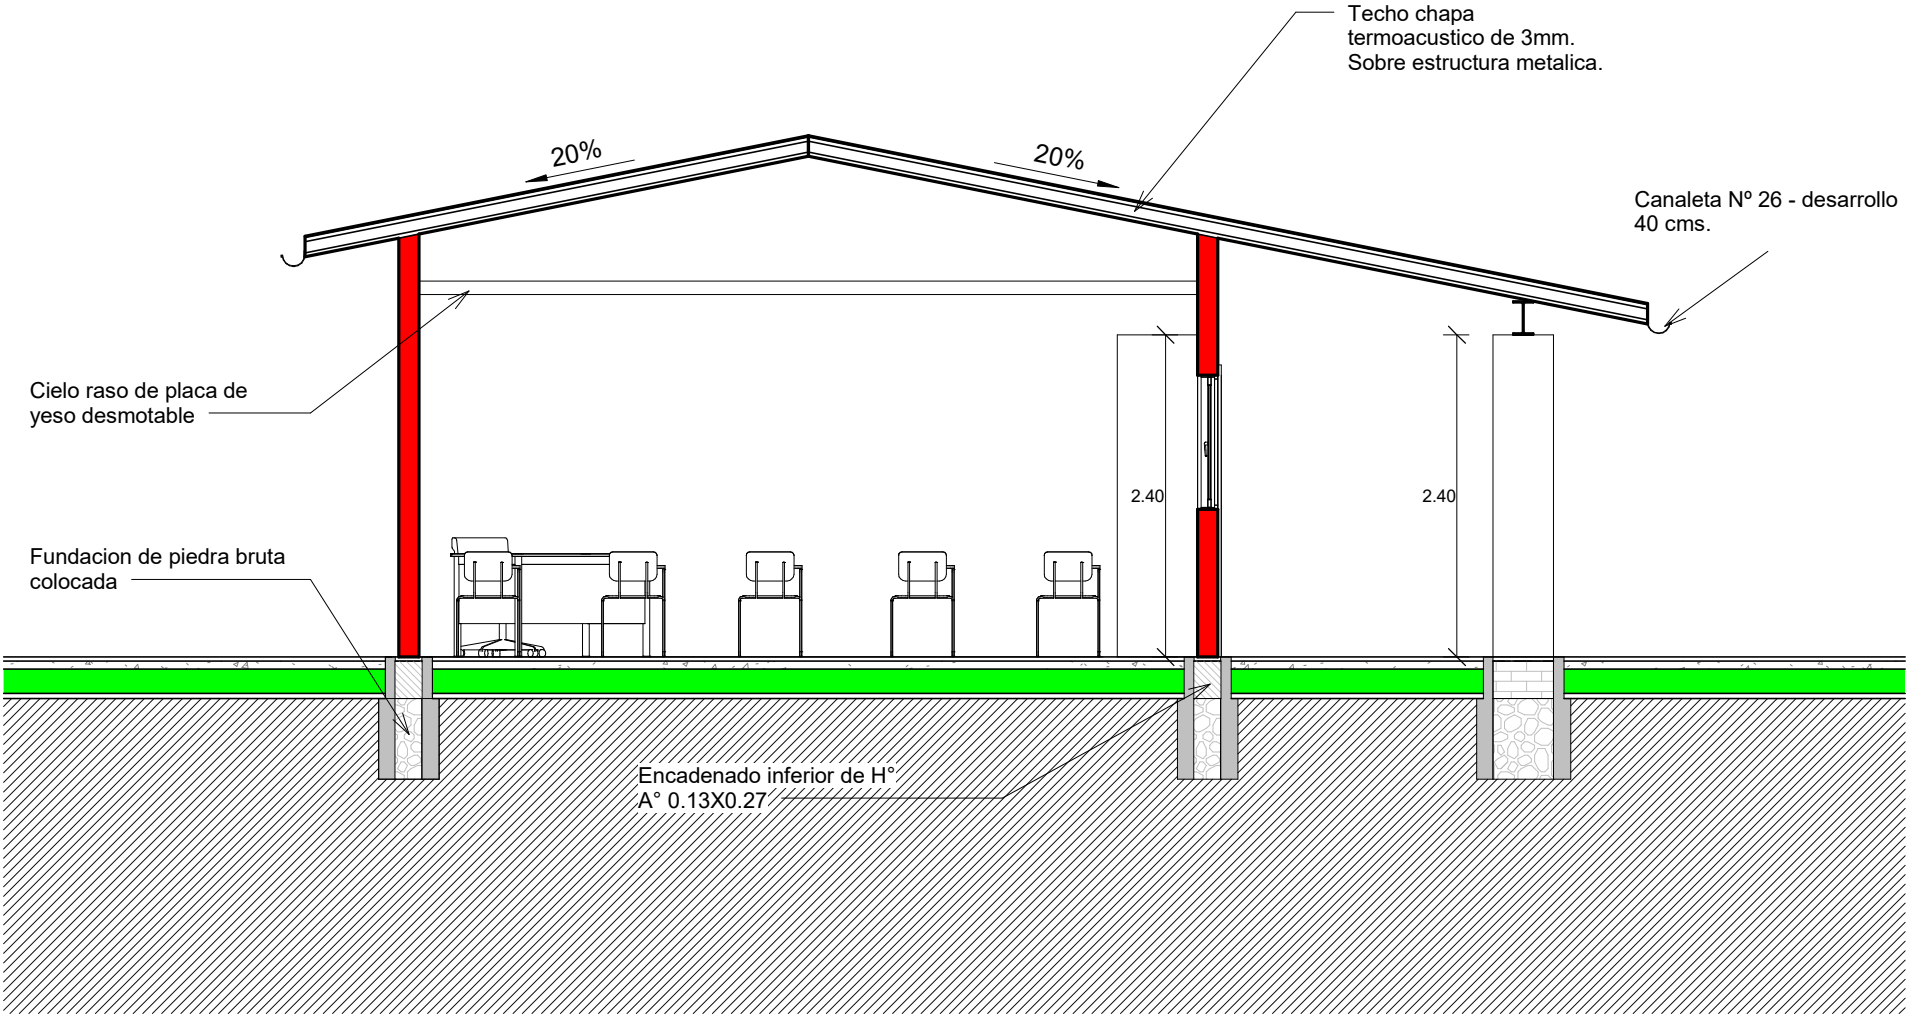 Techo chapa
termoacustico de 3mm.
Sobre estructura metalica.
20%
20%
Canaleta Nº 26 - desarrollo
40 cms.
Cielo raso de placa de
yeso desmotable
2.40
2.40
Fundacion de piedra bruta
colocada
Encadenado inferior de H°
A° 0.13X0.27